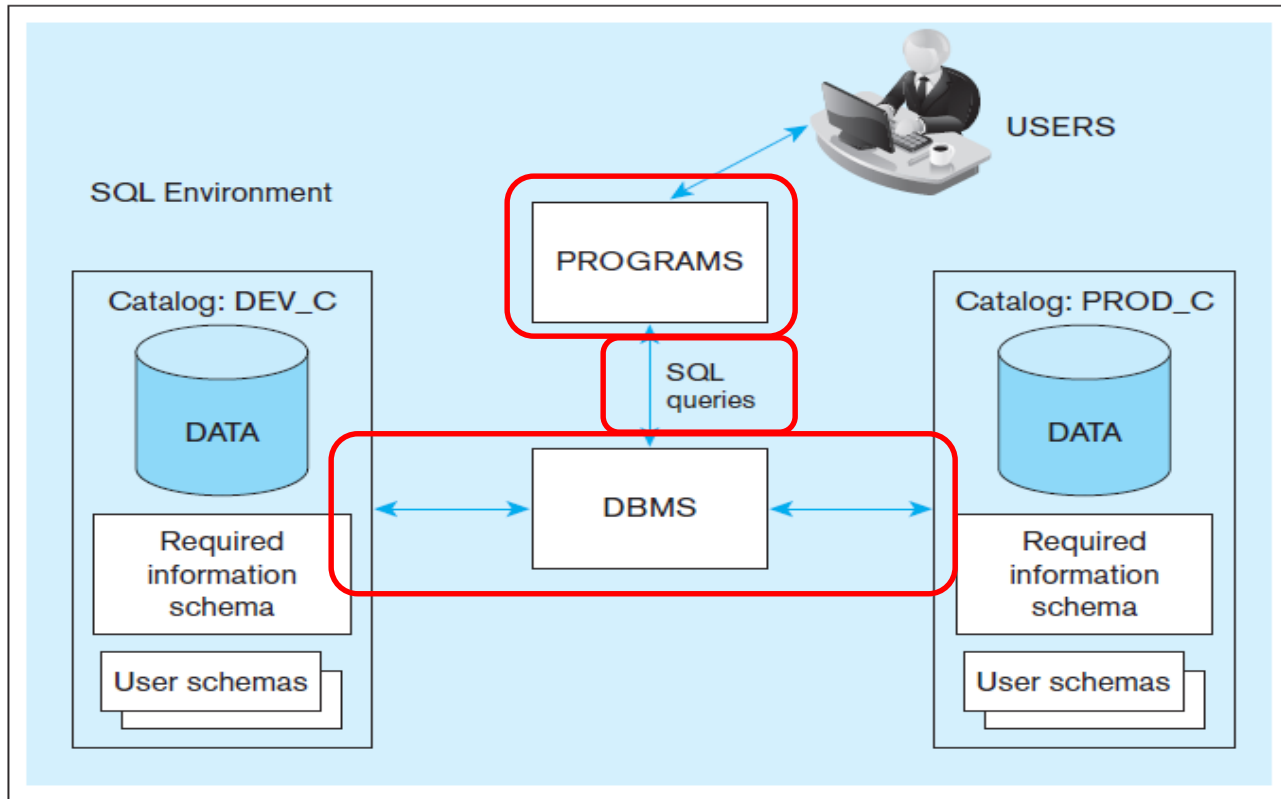 USERS
SQL Environment
PROGRAMS
Catalog: DEV_C
DATA
Required
information
schema
User schemas
SQL
queries
DBMS
Catalog: PROD_C
DATA
Required
information
schema
User schemas